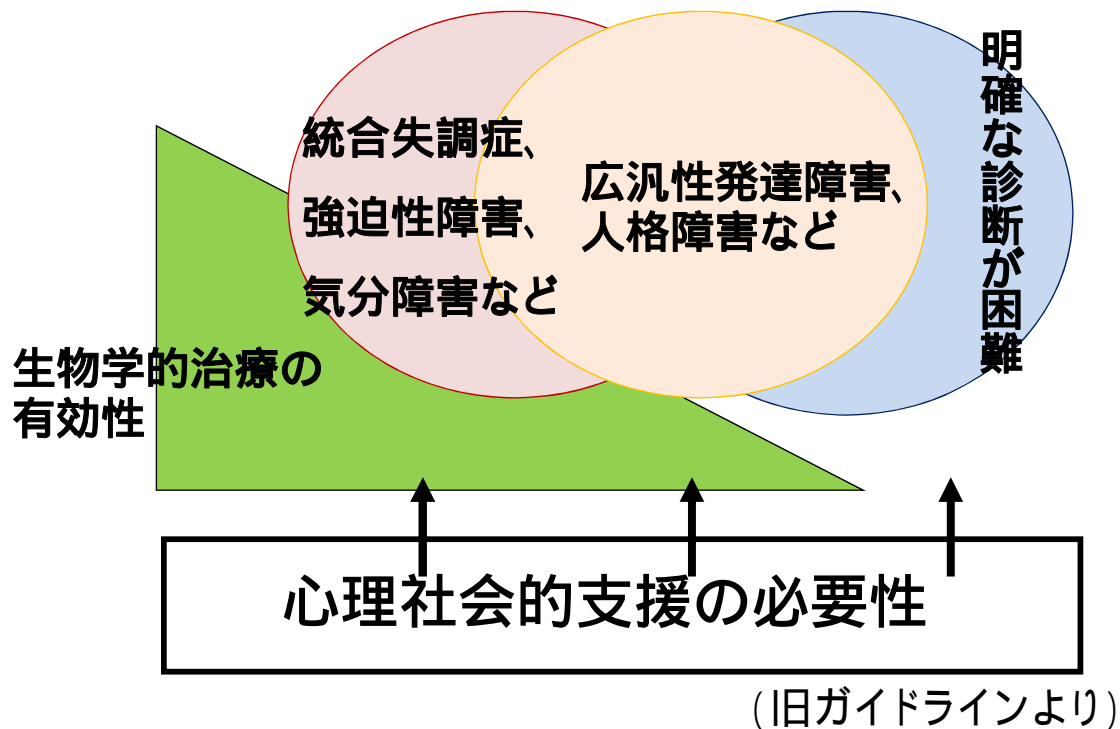 統合失調症、
強迫性障害、
気分障害など
広汎性発達障害、
人格障害など
明確な診断が困難
生物学的治療の
有効性
心理社会的支援の必要性
(旧ガイドラインより)